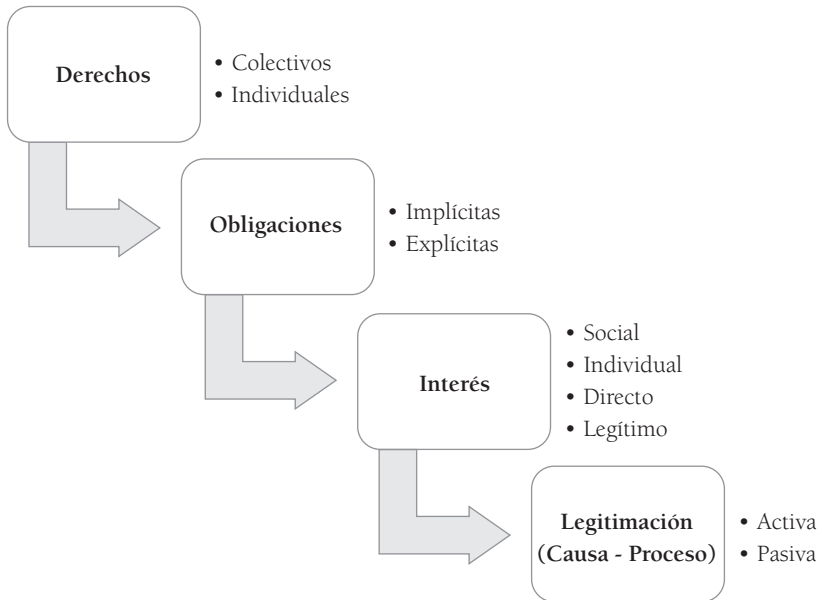 Derechos
• Colectivos
• Individuales
Obligaciones
• Implícitas
• Explícitas
Interés
• Social
• Individual
• Directo
• Legítimo
Legitimación
(Causa - Proceso)
• Activa
• Pasiva